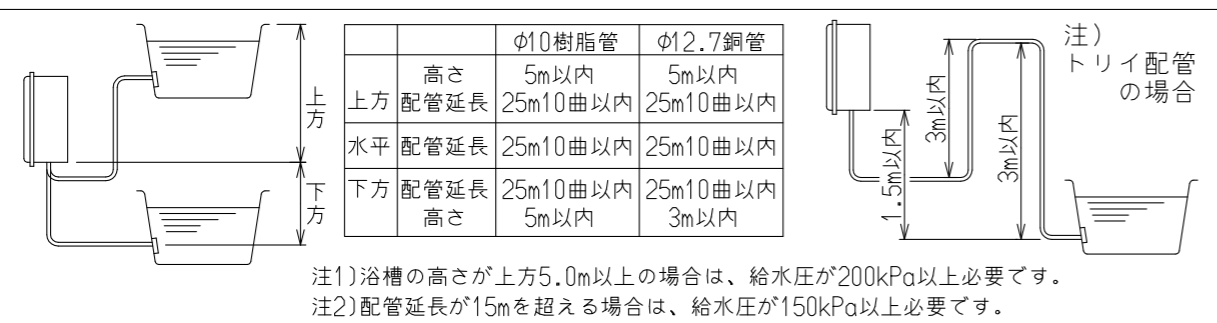 上方
下方
φ10樹脂管 φ12.7銅管
上方 高さ 5m以内 5m以内
配管延長 25m10曲以内 25m10曲以内
水平 配管延長 25m10曲以内 25m10曲以内
下方 配管延長 25m10曲以内 25m10曲以内
高さ 5m以内 3m以内
1.5m以内
3m以内
3m以内
注)
トリイ配管
の場合
注1)浴槽の高さが上方5.0m以上の場合は、給水圧が200kPa以上必要です。
注2)配管延長が15mを超える場合は、給水圧が150kPa以上必要です。